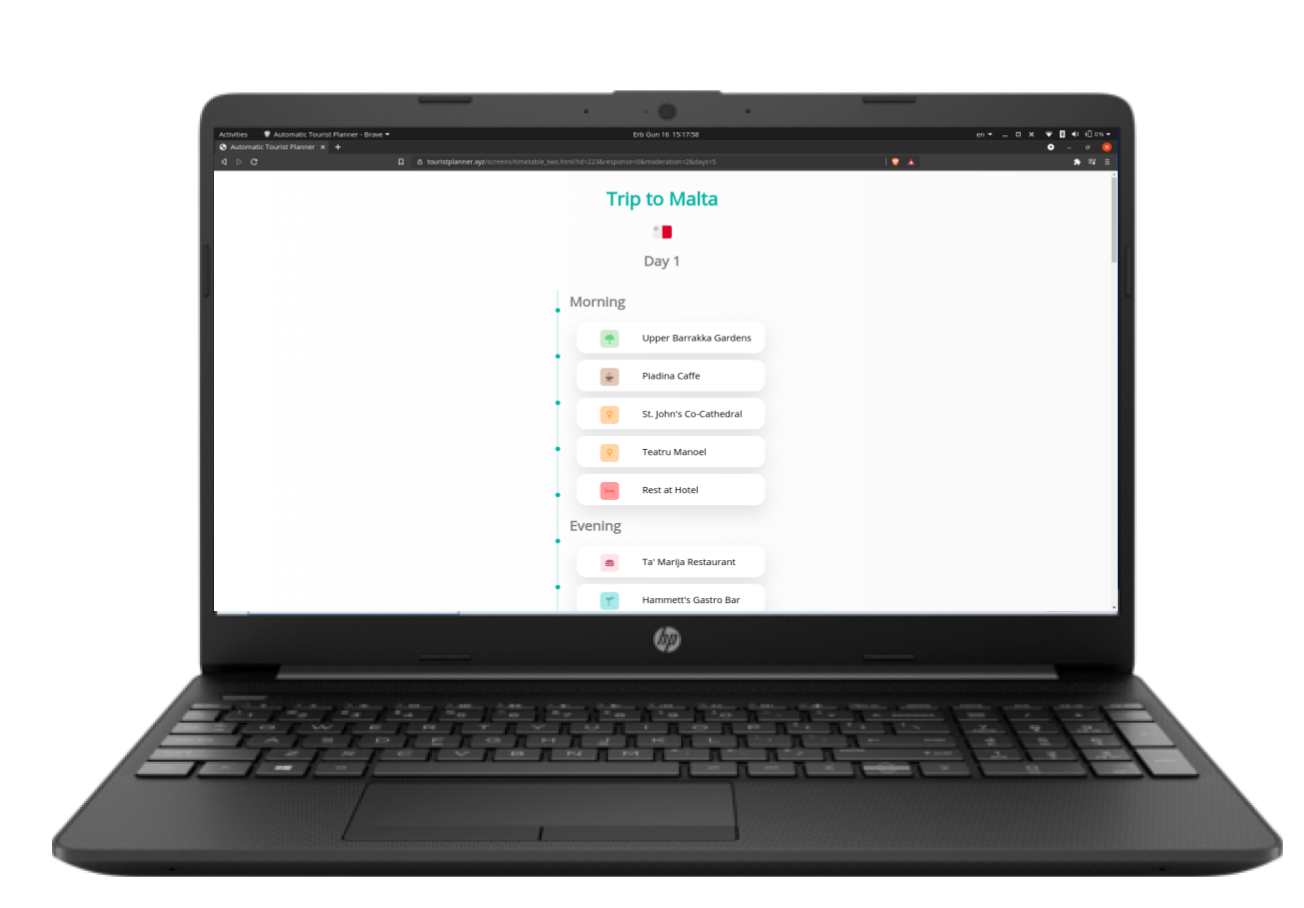 Activities Automatic Tourist Planner - Brave Erb Ġun 16 15:17:58 en
Automatic Tourist Planner
touristplanner.xyz/screens/timetable_two.html?id=223&response=0&moderation=2&days=5
Trip to Malta
Day 1
Morning
Upper Barrakka Gardens
Piadina Caffe
St. John's Co-Cathedral
Teatru Manoel
Rest at Hotel
Evening
Ta' Marija Restaurant
Hammett's Gastro Bar
hp